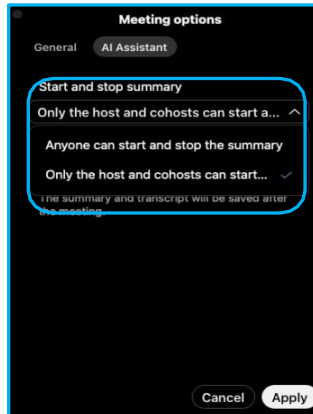 Meeting options
General AI Assistant
Start and stop summary
Only the host and cohosts can start a...
Anyone can start and stop the summary
Only the host and cohosts can start...
The summary and transcript will be saved after
the meeting.
Cancel Apply